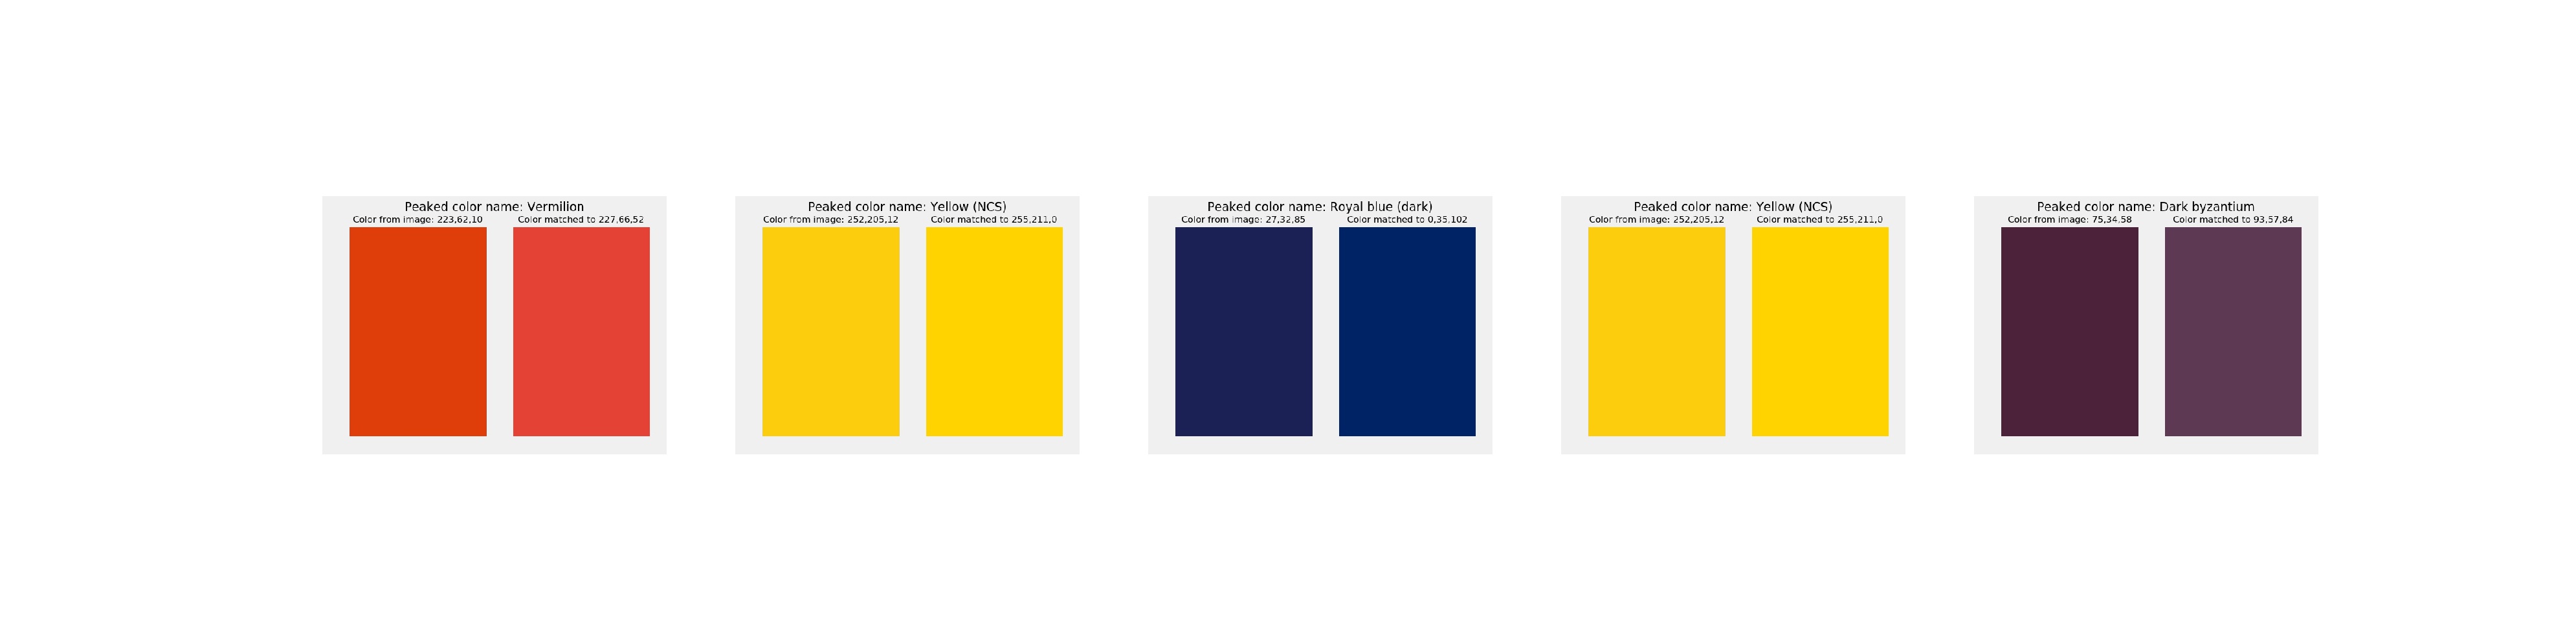 Peaked color name: Vermilion
Color from image: 223,62,10
Color matched to 227,66,52
Peaked color name: Yellow (NCS)
Color from image: 252,205,12
Color matched to 255,211,0
Peaked color name: Royal blue (dark)
Color from image: 27,32,85
Color matched to 0,35,102
Peaked color name: Yellow (NCS)
Color from image: 252,205,12
Color matched to 255,211,0
Peaked color name: Dark byzantium
Color from image: 75,34,58
Color matched to 93,57,84